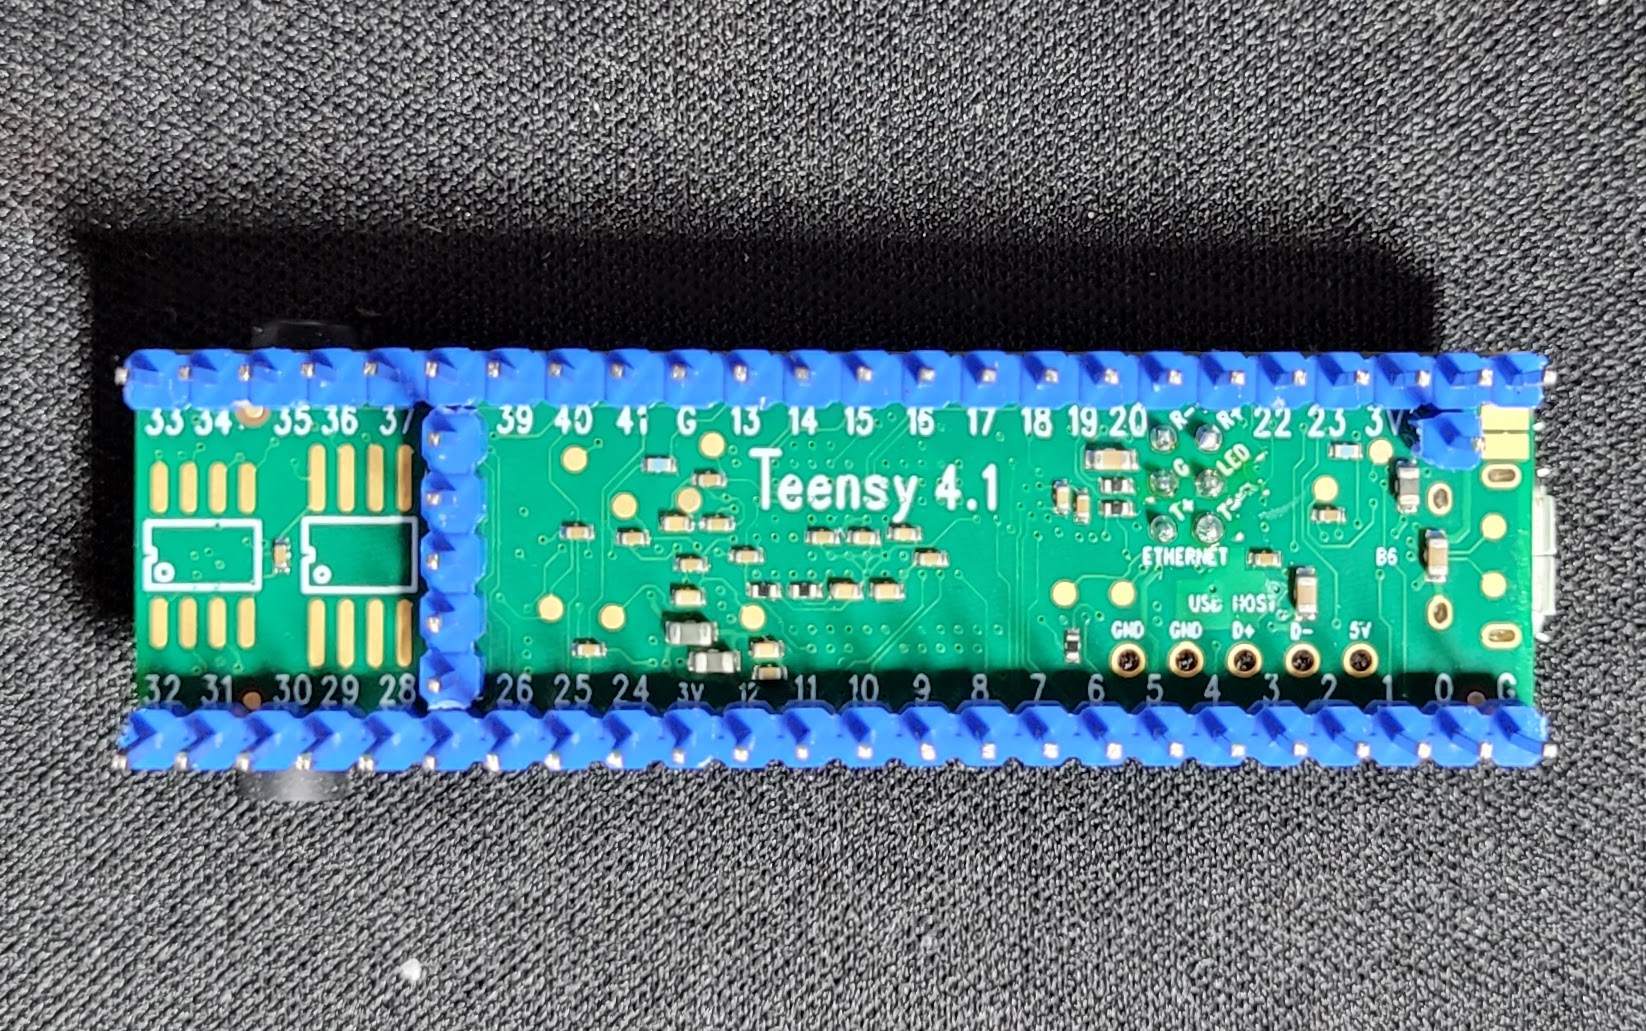 33 34 35 36 37 39 40 41 G 13 14 15 16 17 18 19 20 22 23 3V
R- R+
G LED
T+
Teensy 4.1
ETHERNET
B6
USB HOST
GND GND D+ D- 5V
32 31 30 29 28 26 25 24 3V 12 11 10 9 8 7 6 5 4 3 2 1 0 G